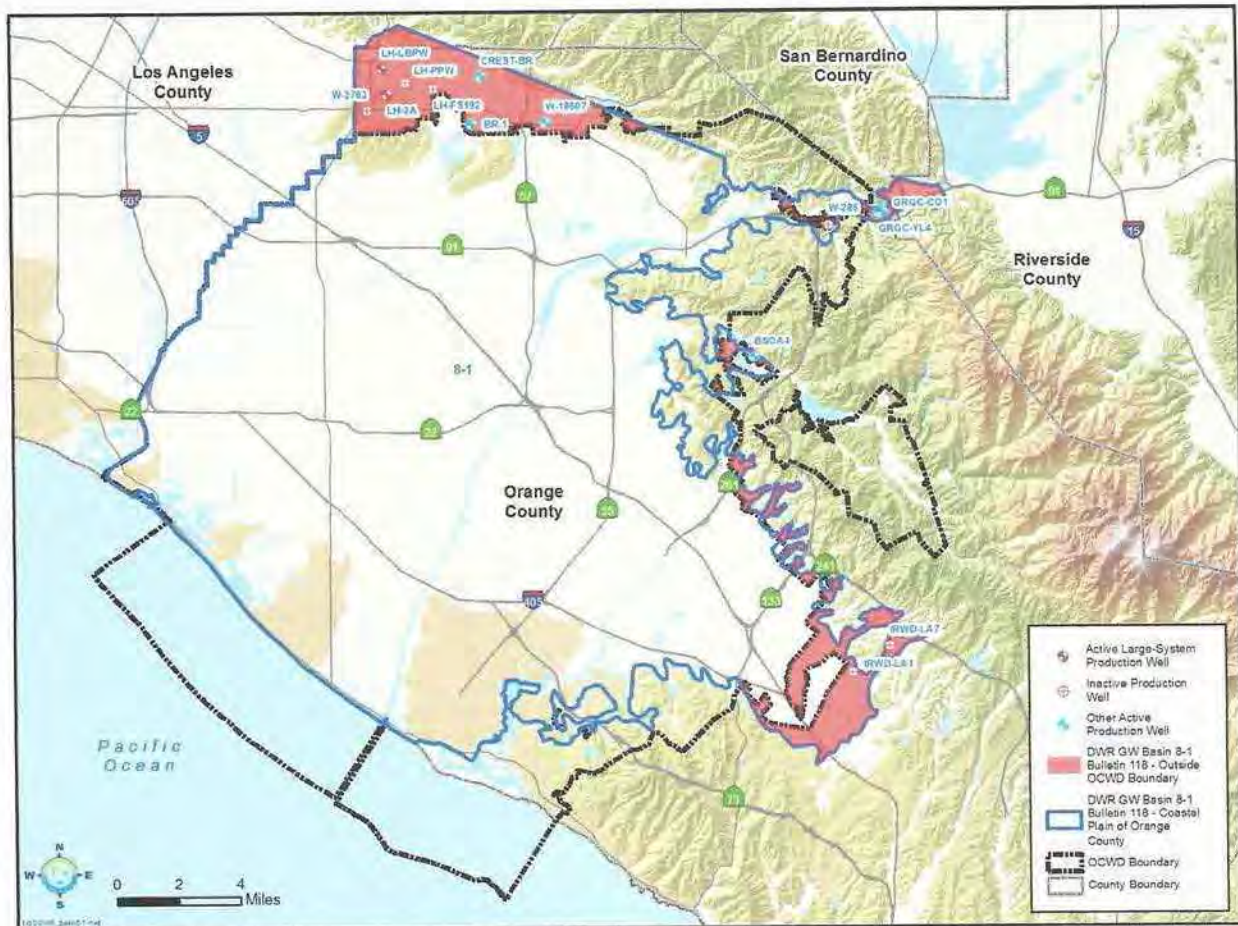 Los Angeles
County
San Bernardino
County
Riverside
County
Orange
County
Pacific
Ocean
LH-LBPW
LH-PPW
CREST-BR
W-2763
LH-2A
LH-FS192
BR 1
W-18607
W-286
GRGC-CO1
GRGC-YL4
BSOA4
IRWD-LA7
IRWD-LA1
8-1
5
605
57
91
91
15
22
22
55
261
241
133
405
73
N
W
E
S
0 2 4
Miles
Active Large-System
Production Well
Inactive Production
Well
Other Active
Production Well
DWR GW Basin 8-1
Bulletin 118 - Outside
OCWD Boundary
DWR GW Basin 8-1
Bulletin 118 - Coastal
Plain of Orange
County
OCWD Boundary
County Boundary